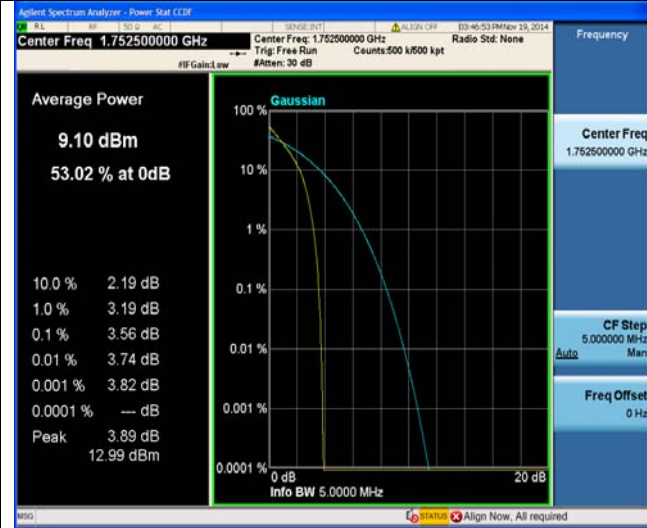 Agilent Spectrum Analyzer - Power Stat CCDF
RL RF 50 Ω AC SENSE:INT ALIGN OFF 03:46:53 PM Nov 19, 2014
Center Freq 1.752500000 GHz
Center Freq: 1.752500000 GHz Radio Std: None
Trig: Free Run Counts:500 k/500 kpt
#IFGain:Low #Atten: 30 dB
Frequency
Average Power
9.10 dBm
53.02 % at 0dB
10.0 % 2.19 dB
1.0 % 3.19 dB
0.1 % 3.56 dB
0.01 % 3.74 dB
0.001 % 3.82 dB
0.0001 % --- dB
Peak 3.89 dB
12.99 dBm
Gaussian
100 %
10 %
1 %
0.1 %
0.01 %
0.001 %
0.0001 %
0 dB 20 dB
Info BW 5.0000 MHz
Center Freq
1.752500000 GHz
CF Step
5.000000 MHz
Auto Man
Freq Offset
0 Hz
MSG STATUS Align Now, All required